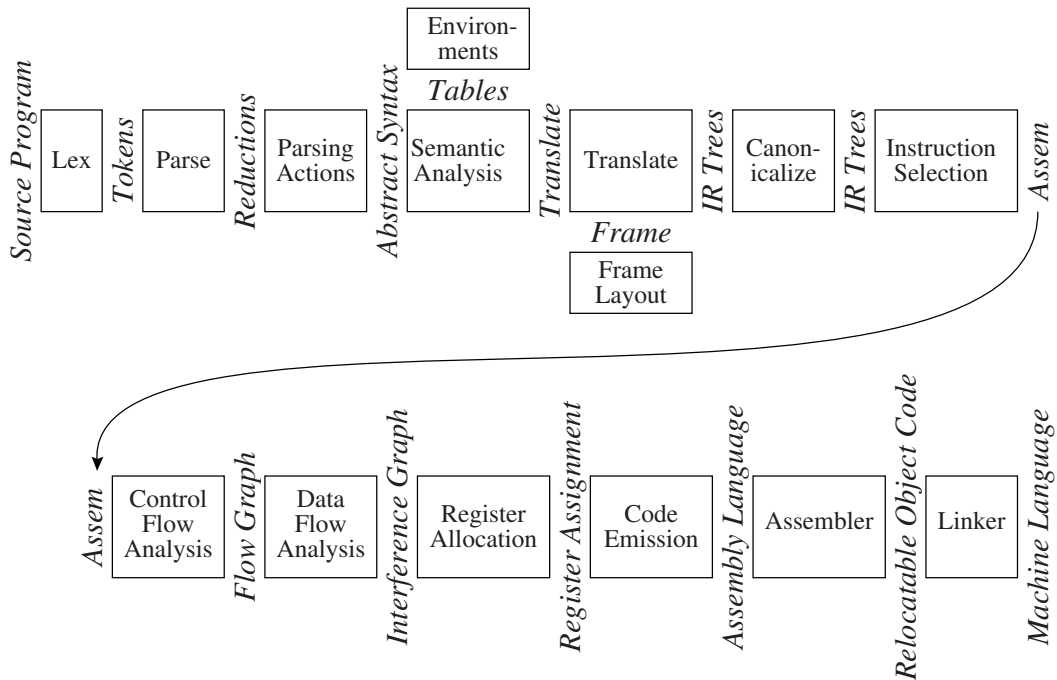 Environ-
ments
Tables
Source Program
Lex
Tokens
Parse
Reductions
Parsing
Actions
Abstract Syntax
Semantic
Analysis
Translate
Translate
IR Trees
Canon-
icalize
IR Trees
Instruction
Selection
Assem
Frame
Frame
Layout
Assem
Control
Flow
Analysis
Flow Graph
Data
Flow
Analysis
Interference Graph
Register
Allocation
Register Assignment
Code
Emission
Assembly Language
Assembler
Relocatable Object Code
Linker
Machine Language